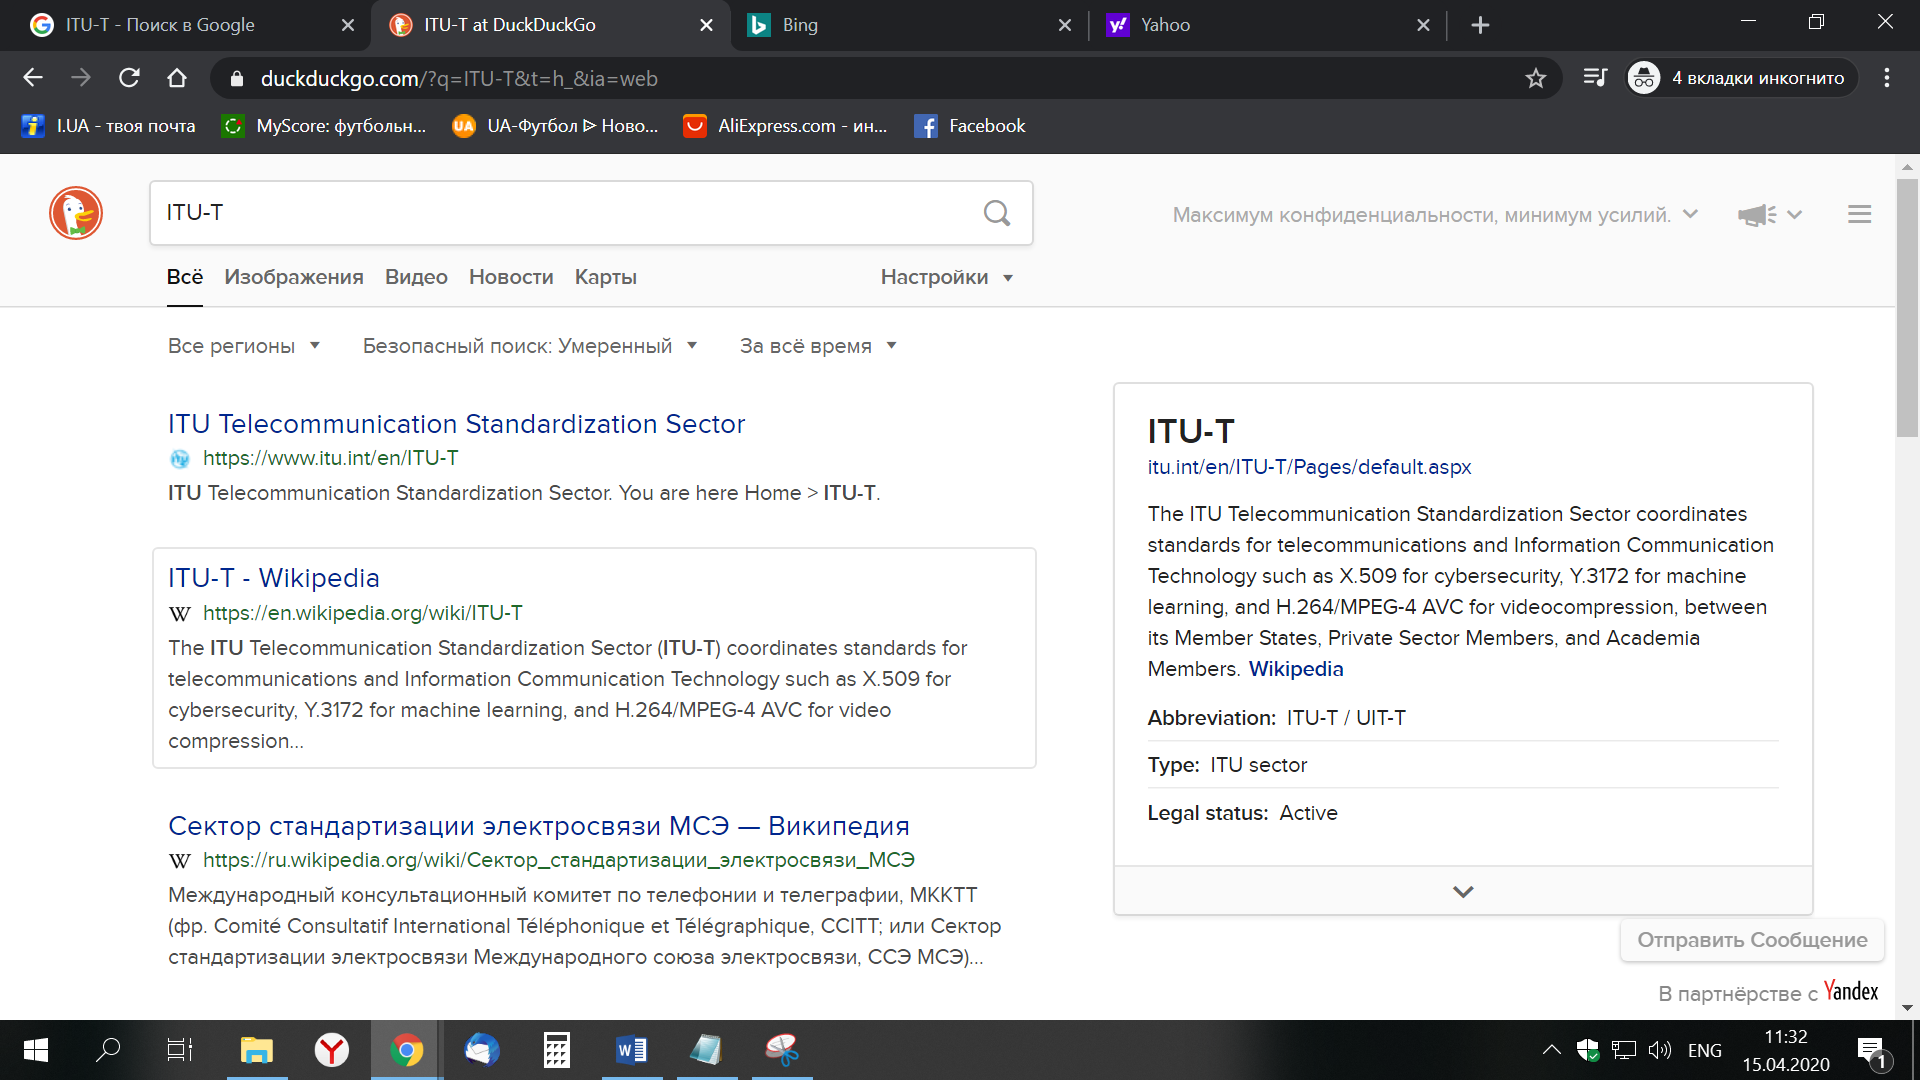 ITU-T - Поиск в Google
ITU-T at DuckDuckGo
Bing
Yahoo
duckduckgo.com/?q=ITU-T&t=h_&ia=web
4 вкладки инкогнито
I.UA - твоя почта
MyScore: футбольн...
UA-Футбол ᐉ Ново...
AliExpress.com - ин...
Facebook
ITU-T
Максимум конфиденциальности, минимум усилий.
Всё
Изображения
Видео
Новости
Карты
Настройки
Все регионы
Безопасный поиск: Умеренный
За всё время
ITU Telecommunication Standardization Sector
https://www.itu.int/en/ITU-T
ITU Telecommunication Standardization Sector. You are here Home > ITU-T.
ITU-T - Wikipedia
https://en.wikipedia.org/wiki/ITU-T
The ITU Telecommunication Standardization Sector (ITU-T) coordinates standards for
telecommunications and Information Communication Technology such as X.509 for
cybersecurity, Y.3172 for machine learning, and H.264/MPEG-4 AVC for video
compression...
Сектор стандартизации электросвязи МСЭ — Википедия
https://ru.wikipedia.org/wiki/Сектор_стандартизации_электросвязи_МСЭ
Международный консультационный комитет по телефонии и телеграфии, МККТТ
(фр. Comité Consultatif International Téléphonique et Télégraphique, CCITT; или Сектор
стандартизации электросвязи Международного союза электросвязи, ССЭ МСЭ)...
ITU-T
itu.int/en/ITU-T/Pages/default.aspx
The ITU Telecommunication Standardization Sector coordinates
standards for telecommunications and Information Communication
Technology such as X.509 for cybersecurity, Y.3172 for machine
learning, and H.264/MPEG-4 AVC for videocompression, between
its Member States, Private Sector Members, and Academia
Members. Wikipedia
Abbreviation: ITU-T / UIT-T
Type: ITU sector
Legal status: Active
Отправить Сообщение
В партнёрстве с Yandex
ENG
11:32
15.04.2020
1